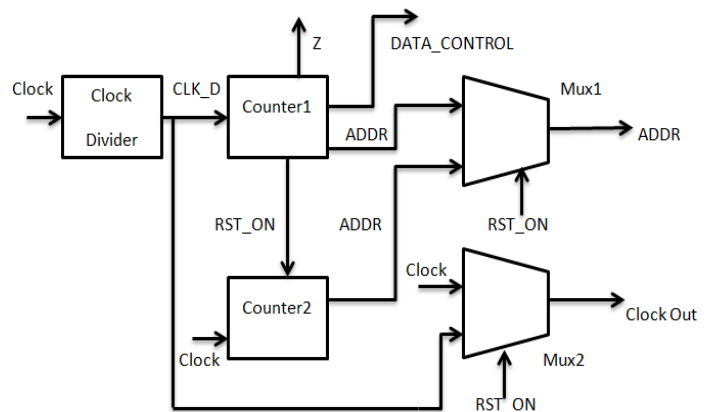 Z
DATA_CONTROL
Clock
Clock
Divider
CLK_D
Counter1
ADDR
Mux1
ADDR
RST_ON
ADDR
RST_ON
Clock
Counter2
Clock
Clock Out
Mux2
RST_ON